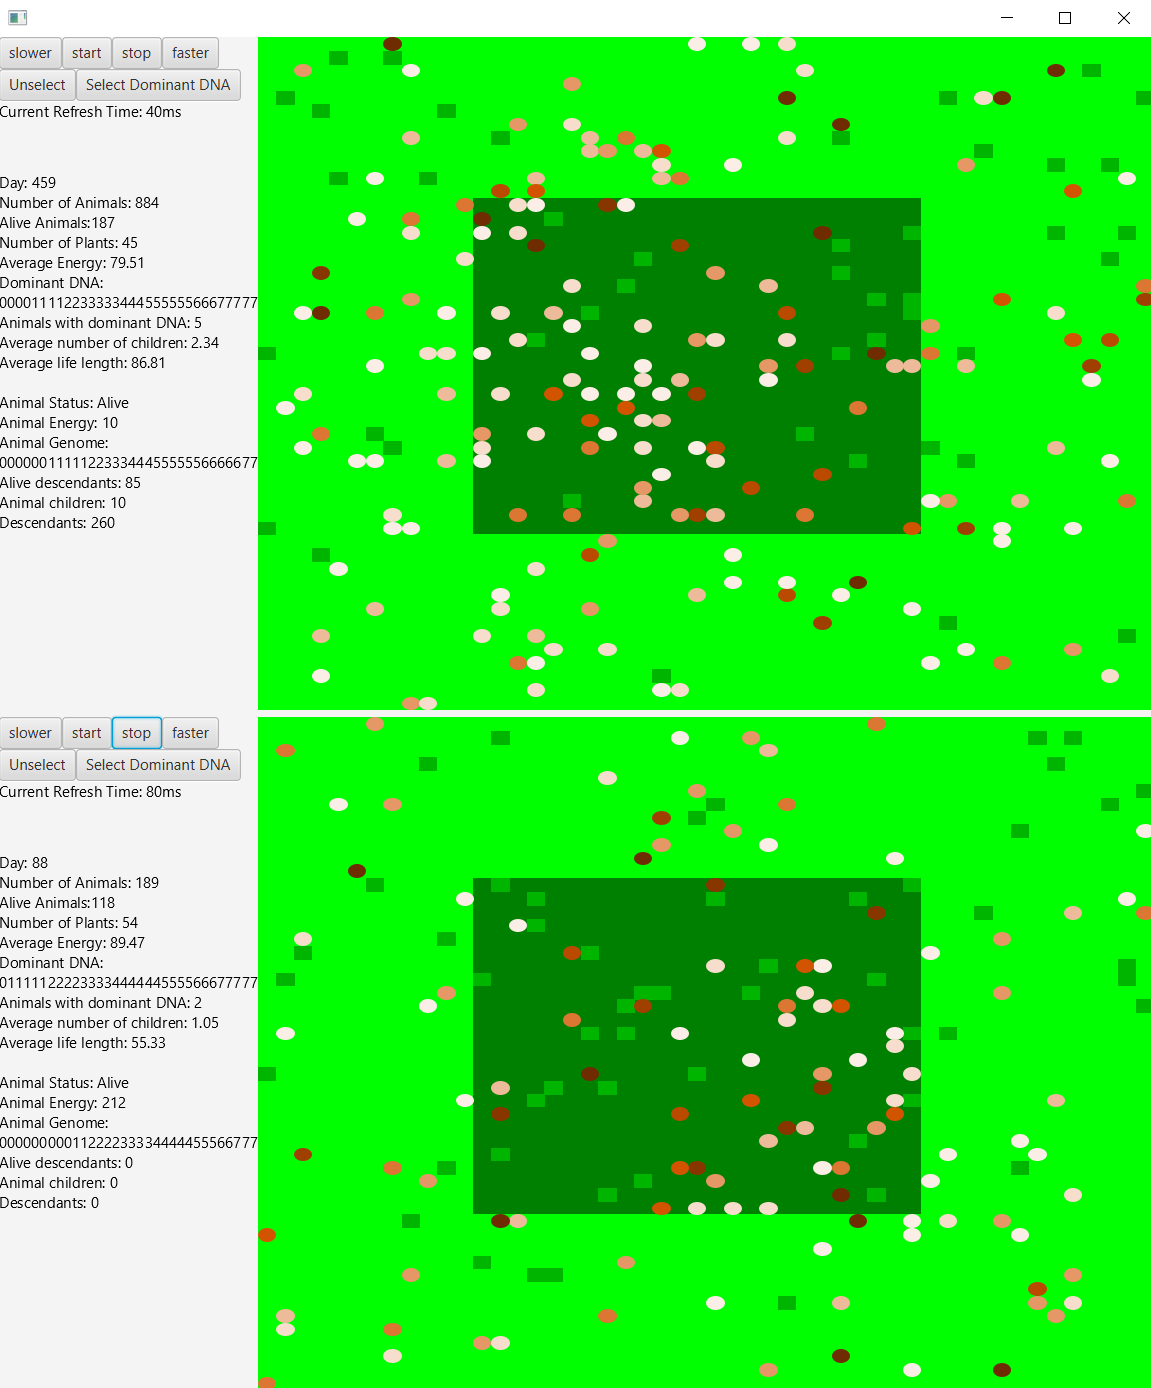 slower start stop faster
Unselect Select Dominant DNA
Current Refresh Time: 40ms
Day: 459
Number of Animals: 884
Alive Animals:187
Number of Plants: 45
Average Energy: 79.51
Dominant DNA:
00001111223333444555555666777777
Animals with dominant DNA: 5
Average number of children: 2.34
Average life length: 86.81
Animal Status: Alive
Animal Energy: 10
Animal Genome:
00000011111223334445555556666677
Alive descendants: 85
Animal children: 10
Descendants: 260
slower start stop faster
Unselect Select Dominant DNA
Current Refresh Time: 80ms
Day: 88
Number of Animals: 189
Alive Animals:118
Number of Plants: 54
Average Energy: 89.47
Dominant DNA:
01111122223333444444555566677777
Animals with dominant DNA: 2
Average number of children: 1.05
Average life length: 55.33
Animal Status: Alive
Animal Energy: 212
Animal Genome:
00000000011222233334444455566777
Alive descendants: 0
Animal children: 0
Descendants: 0